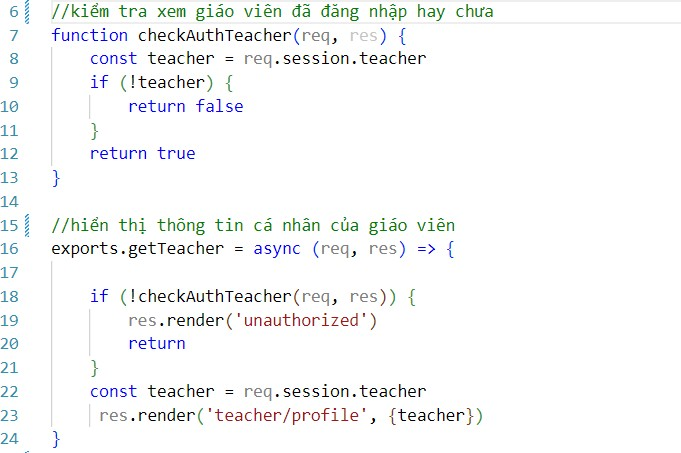 6 //kiểm tra xem giáo viên đã đăng nhập hay chưa
7 function checkAuthTeacher(req, res) {
8 const teacher = req.session.teacher
9 if (!teacher) {
10 return false
11 }
12 return true
13 }
14
15 //hiển thị thông tin cá nhân của giáo viên
16 exports.getTeacher = async (req, res) => {
17
18 if (!checkAuthTeacher(req, res)) {
19 res.render('unauthorized')
20 return
21 }
22 const teacher = req.session.teacher
23 res.render('teacher/profile', {teacher})
24 }